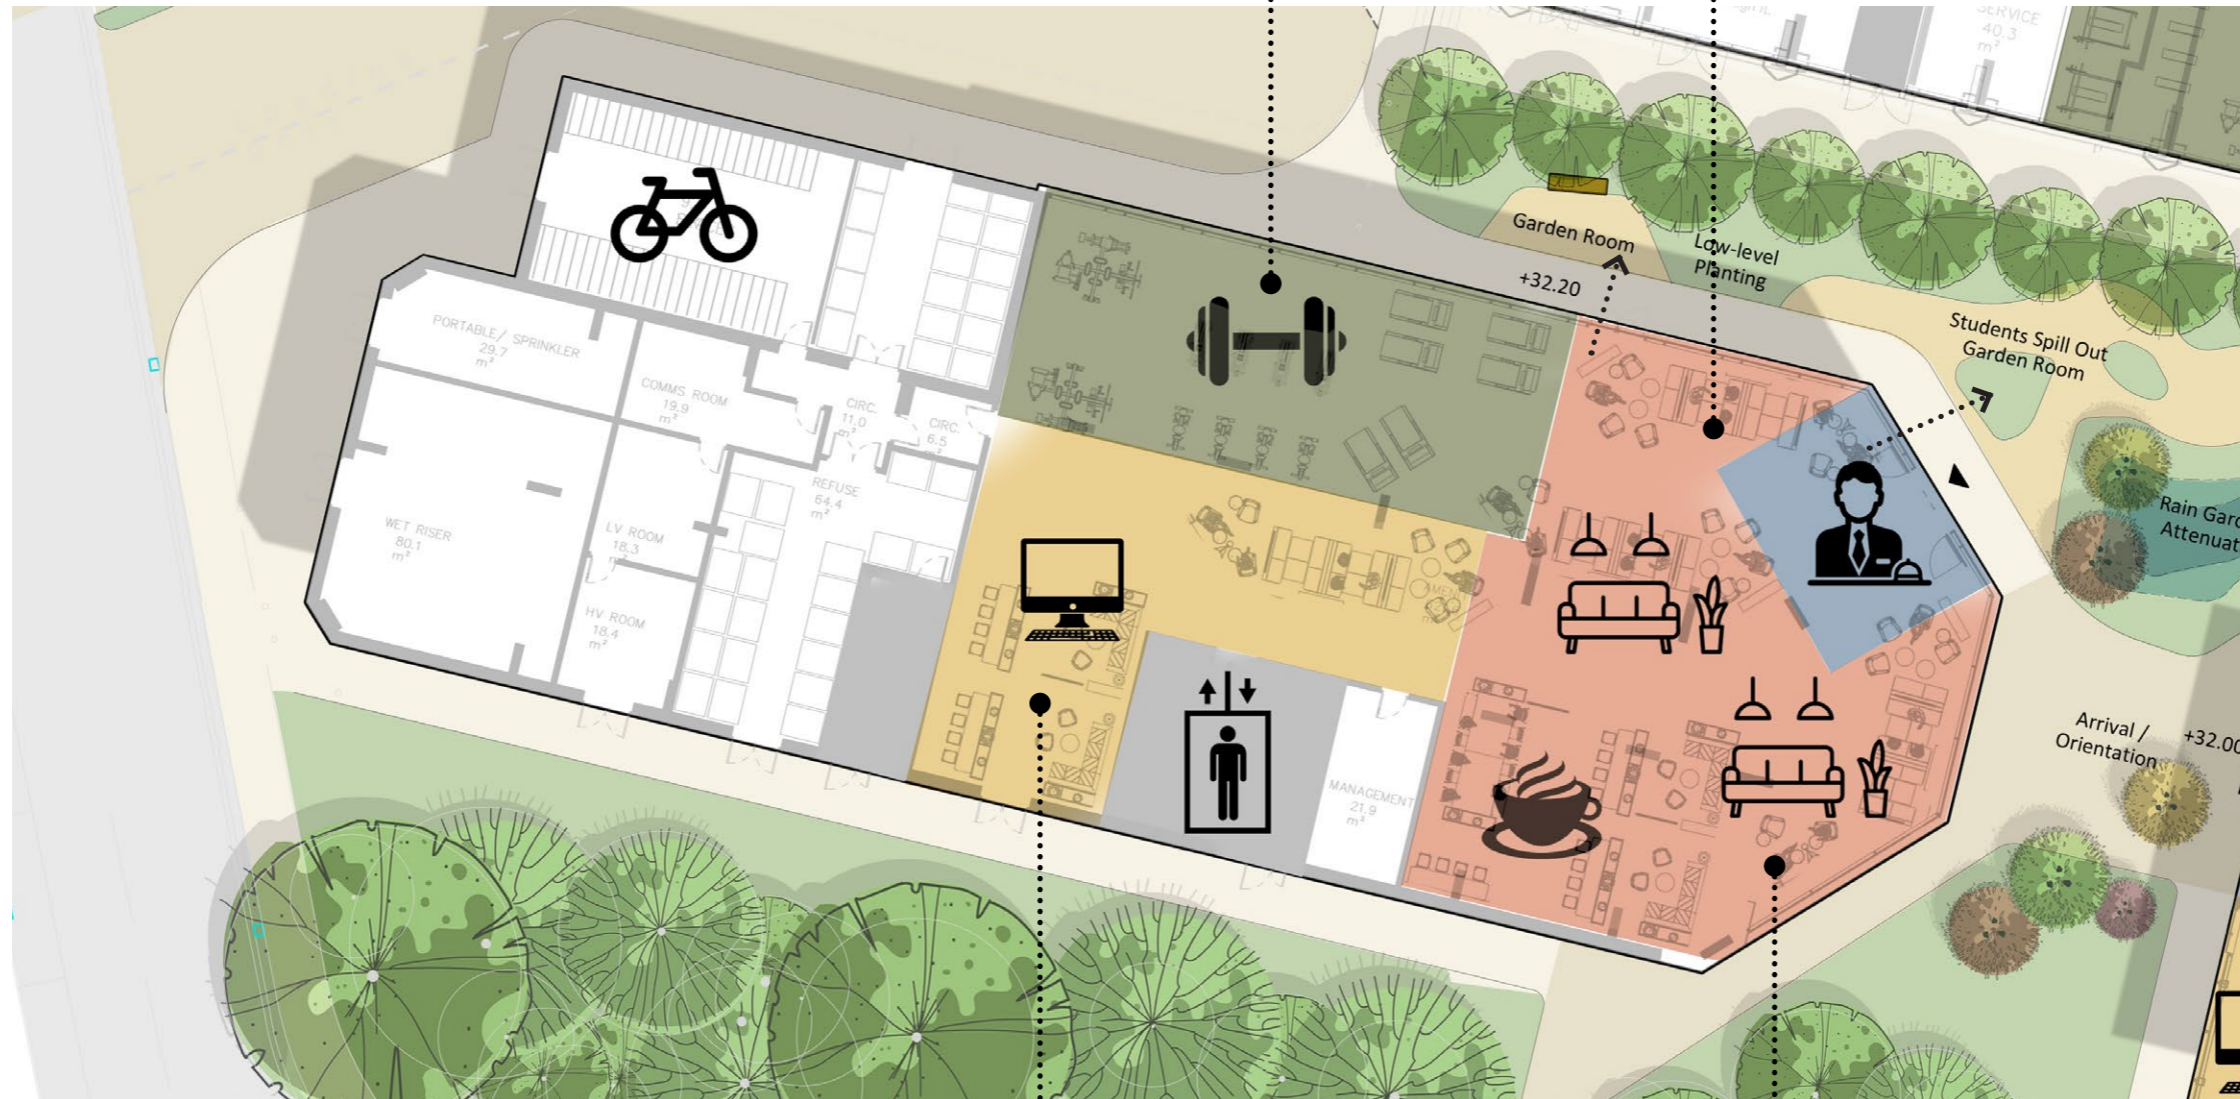 SERVICE
40.3
m²
Garden Room
Low-level
Planting
+32.20
Students Spill Out
Garden Room
PORTABLE/ SPRINKLER
29.7
m²
COMMS ROOM
19.9
m²
CIRC.
11.0
m²
CIRC.
6.5
m²
REFUSE
64.4
m²
WET RISER
80.1
m²
LV ROOM
18.3
m²
HV ROOM
18.4
m²
MANAGEMENT
21.9
m²
Rain Gard
Attenuat
Arrival /
Orientation
+32.00